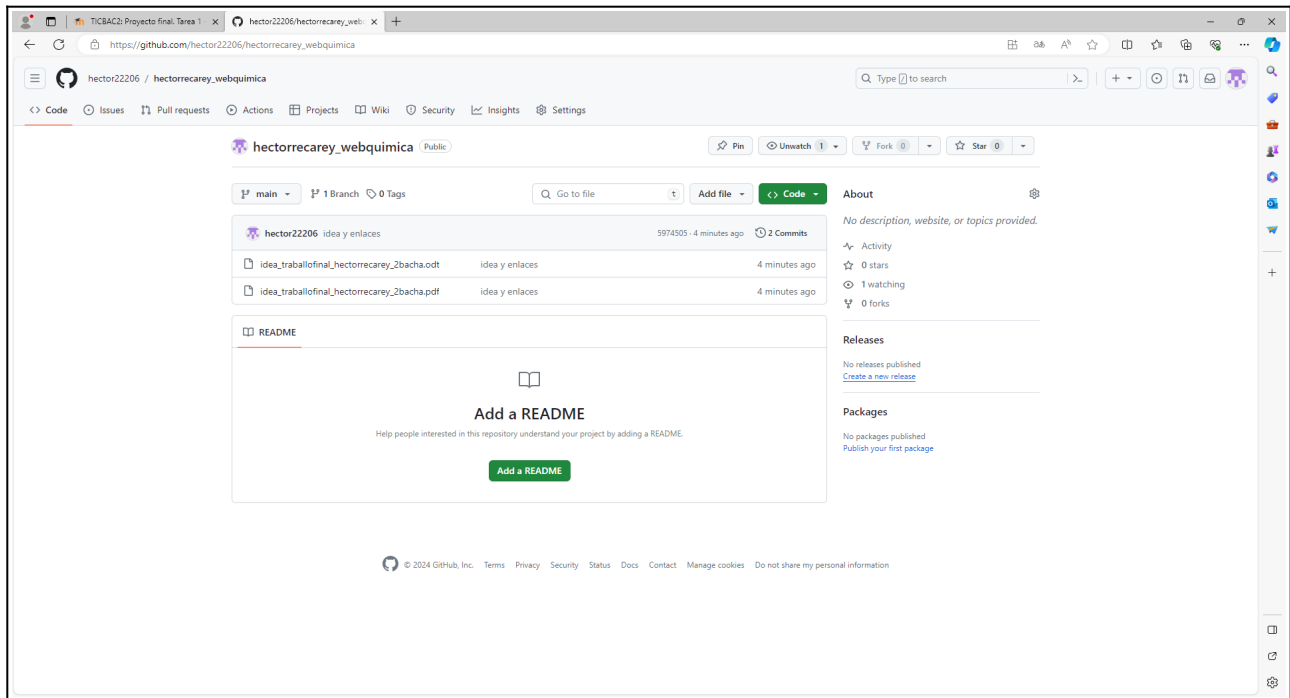 TICBAC2: Proyecto final. Tarea 1 -
hector22206/hectorrecarey_web
https://github.com/hector22206/hectorrecarey_webquimica
hector22206 / hectorrecarey_webquimica
Type / to search
Code Issues Pull requests Actions Projects Wiki Security Insights Settings
hectorrecarey_webquimica Public
Pin Unwatch 1 Fork 0 Star 0
main 1 Branch 0 Tags Go to file t Add file Code
hector22206 idea y enlaces 5974505 · 4 minutes ago 2 Commits
idea_traballofinal_hectorrecarey_2bacha.odt idea y enlaces 4 minutes ago
idea_traballofinal_hectorrecarey_2bacha.pdf idea y enlaces 4 minutes ago
README
Add a README
Help people interested in this repository understand your project by adding a README.
Add a README
About
No description, website, or topics provided.
Activity
0 stars
1 watching
0 forks
Releases
No releases published
Create a new release
Packages
No packages published
Publish your first package
© 2024 GitHub, Inc. Terms Privacy Security Status Docs Contact Manage cookies Do not share my personal information